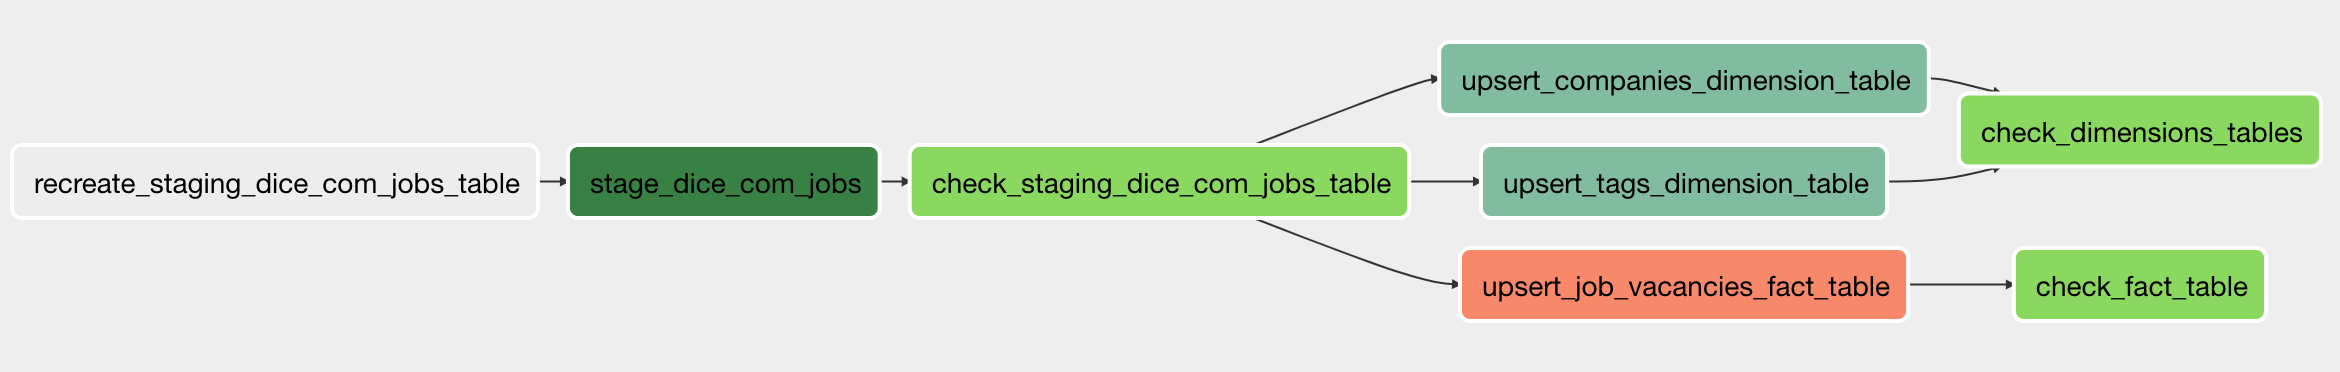 recreate_staging_dice_com_jobs_table
stage_dice_com_jobs
check_staging_dice_com_jobs_table
upsert_companies_dimension_table
upsert_tags_dimension_table
upsert_job_vacancies_fact_table
check_dimensions_tables
check_fact_table